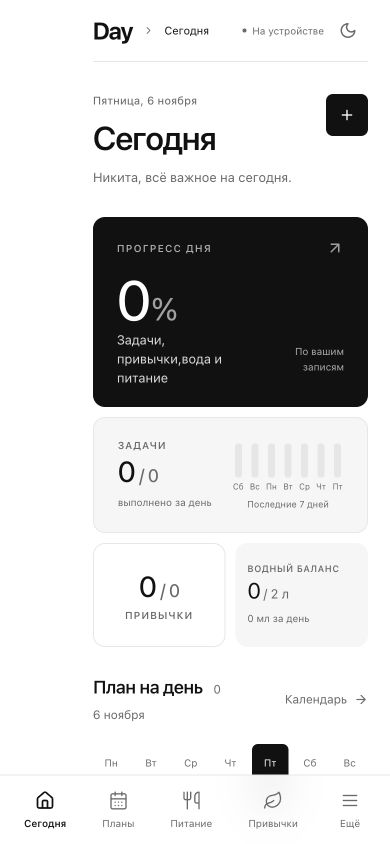 Day > Сегодня • На устройстве
Пятница, 6 ноября
+
Сегодня
Никита, всё важное на сегодня.
ПРОГРЕСС ДНЯ
0%
Задачи,
привычки,вода и
питание
По вашим
записям
ЗАДАЧИ
0 / 0
выполнено за день
Сб Вс Пн Вт Ср Чт Пт
Последние 7 дней
0 / 0
ПРИВЫЧКИ
ВОДНЫЙ БАЛАНС
0 / 2 л
0 мл за день
План на день 0
6 ноября
Календарь →
Пн Вт Ср Чт Пт Сб Вс
Сегодня Планы Питание Привычки Ещё